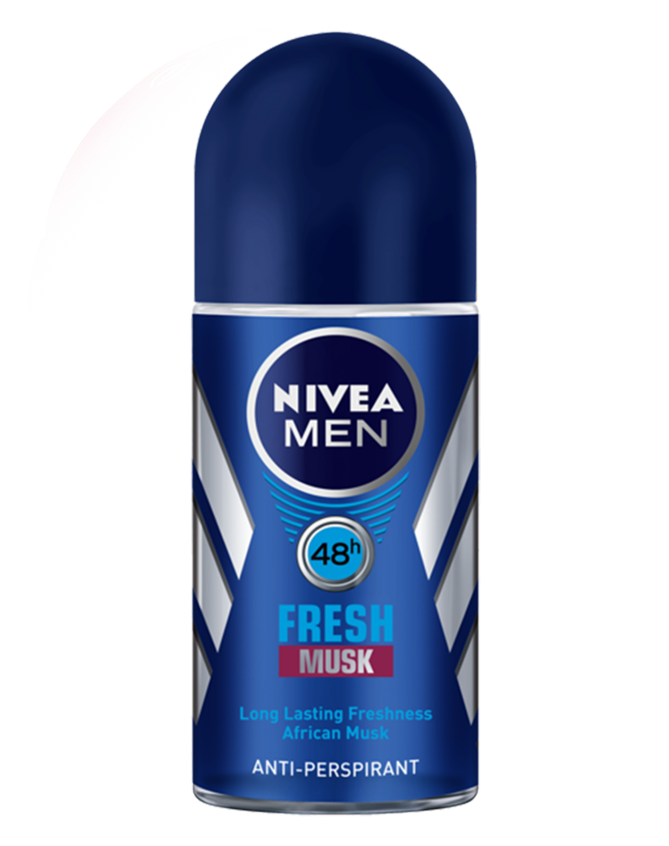 NIVEA
MEN
48h
FRESH
MUSK
Long Lasting Freshness
African Musk
ANTI-PERSPIRANT